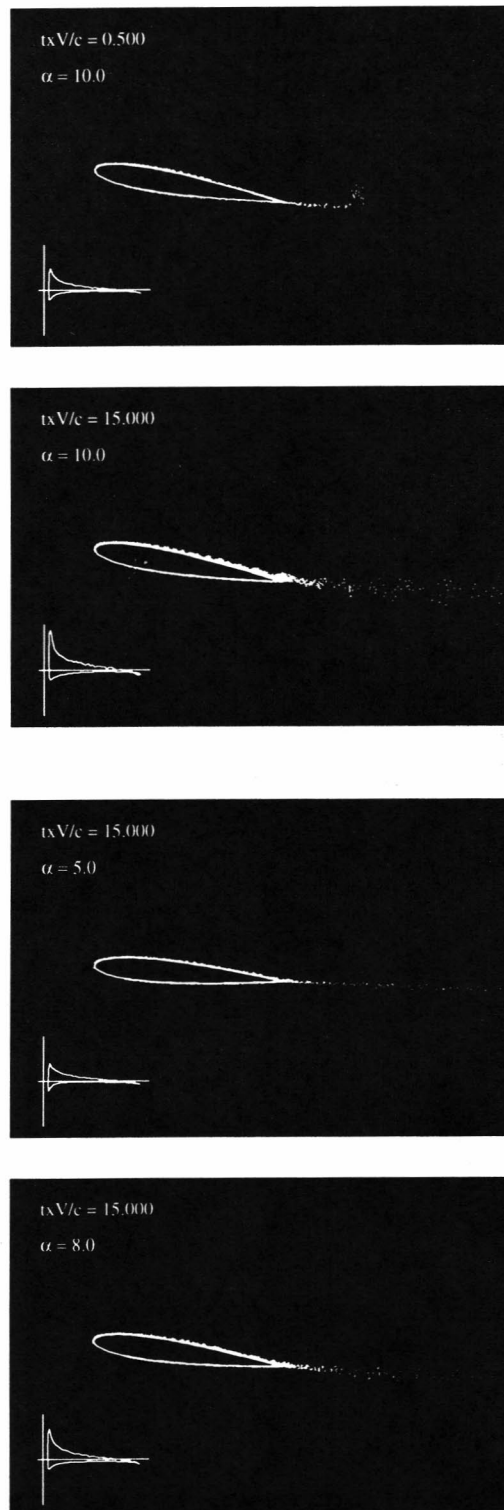 txV/c = 0.500
α = 10.0
txV/c = 15.000
α = 10.0
txV/c = 15.000
α = 5.0
txV/c = 15.000
α = 8.0